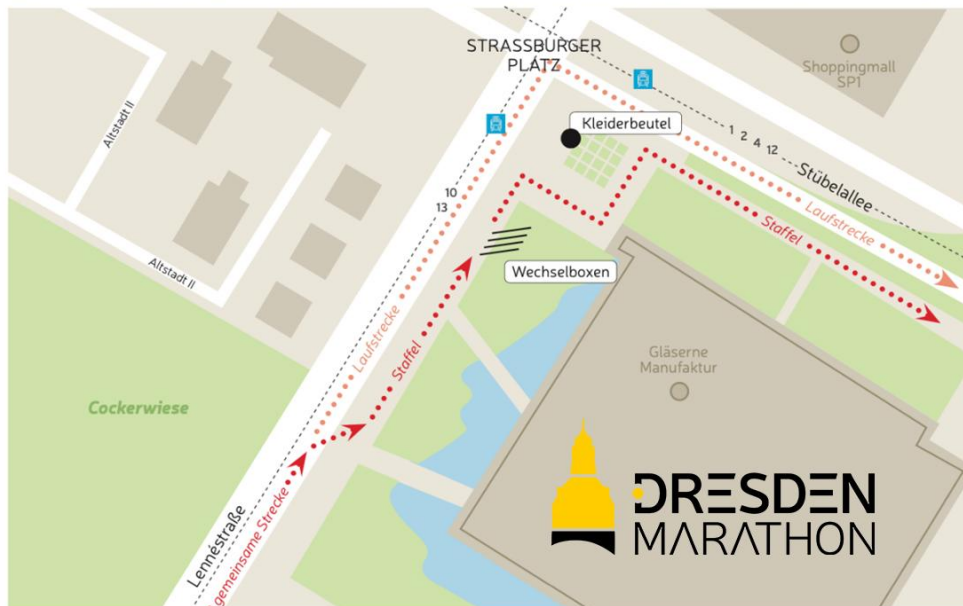 STRASSBURGER
PLATZ
Shoppingmall
SP1
Altstadt II
Kleiderbeutel
1 2 4 12
Stübelallee
10
13
Laufstrecke
Staffel
Altstadt II
Wechselboxen
Laufstrecke
Staffel
Gläserne
Manufaktur
Cockerwiese
Lennéstraße
gemeinsame Strecke
DRESDEN
MARATHON